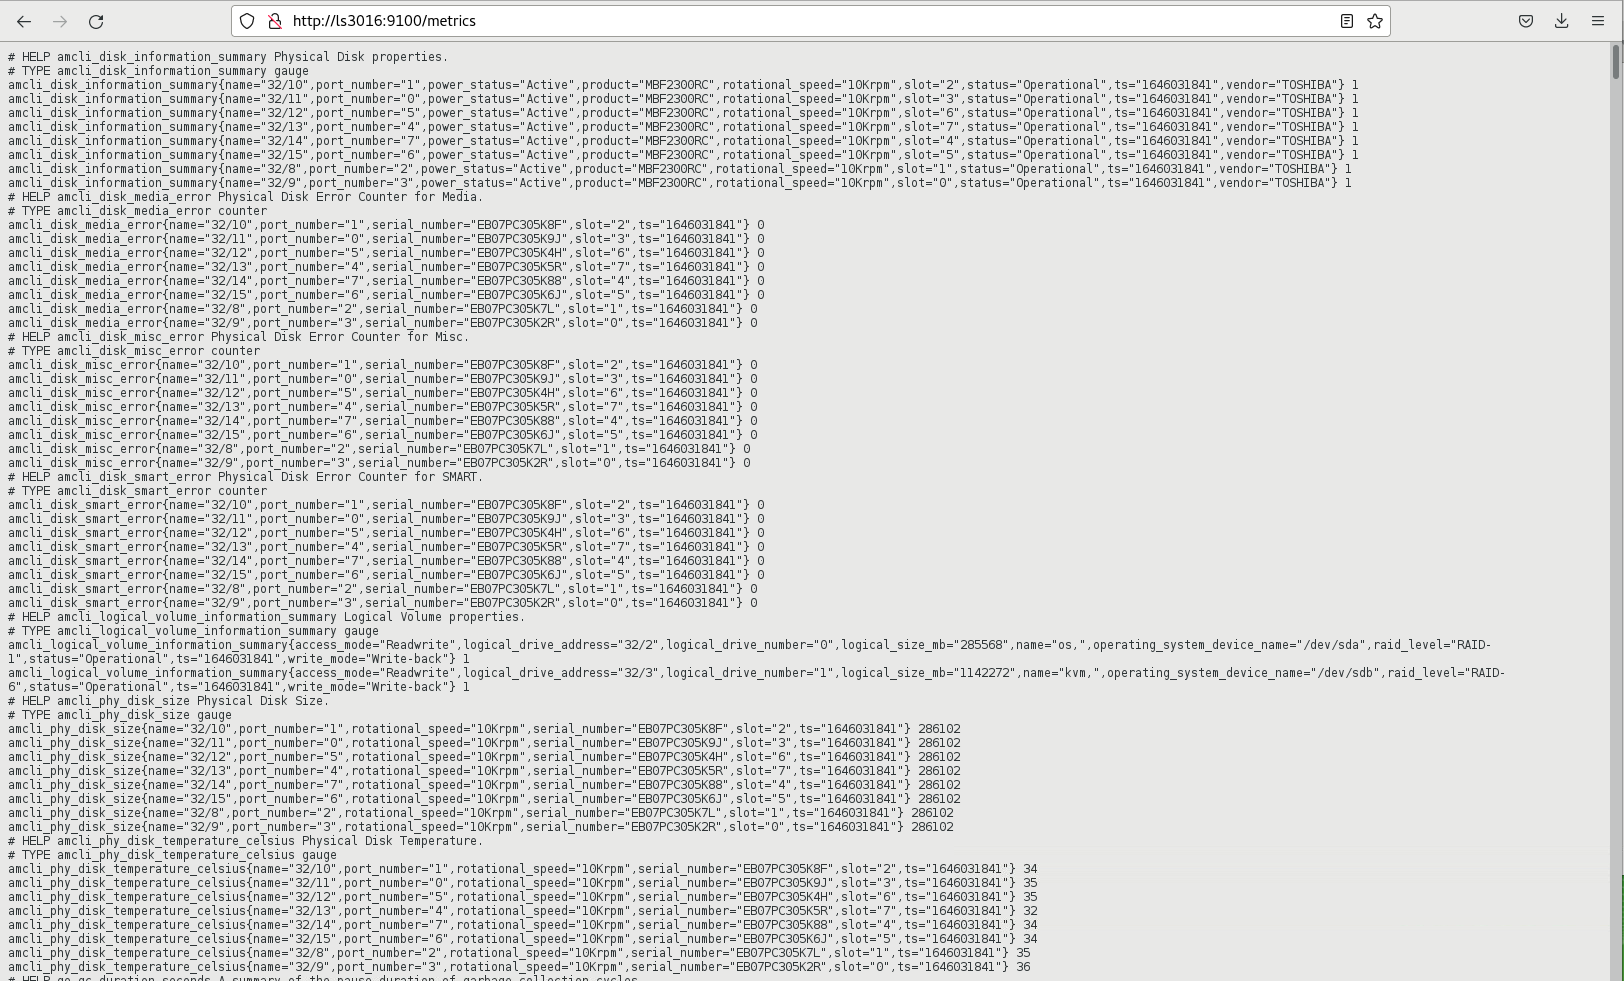 http://ls3016:9100/metrics
# HELP amcli_disk_information_summary Physical Disk properties.
# TYPE amcli_disk_information_summary gauge
amcli_disk_information_summary{name="32/10",port_number="1",power_status="Active",product="MBF2300RC",rotational_speed="10Krpm",slot="2",status="Operational",ts="1646031841",vendor="TOSHIBA"} 1
amcli_disk_information_summary{name="32/11",port_number="0",power_status="Active",product="MBF2300RC",rotational_speed="10Krpm",slot="3",status="Operational",ts="1646031841",vendor="TOSHIBA"} 1
amcli_disk_information_summary{name="32/12",port_number="5",power_status="Active",product="MBF2300RC",rotational_speed="10Krpm",slot="6",status="Operational",ts="1646031841",vendor="TOSHIBA"} 1
amcli_disk_information_summary{name="32/13",port_number="4",power_status="Active",product="MBF2300RC",rotational_speed="10Krpm",slot="7",status="Operational",ts="1646031841",vendor="TOSHIBA"} 1
amcli_disk_information_summary{name="32/14",port_number="7",power_status="Active",product="MBF2300RC",rotational_speed="10Krpm",slot="4",status="Operational",ts="1646031841",vendor="TOSHIBA"} 1
amcli_disk_information_summary{name="32/15",port_number="6",power_status="Active",product="MBF2300RC",rotational_speed="10Krpm",slot="5",status="Operational",ts="1646031841",vendor="TOSHIBA"} 1
amcli_disk_information_summary{name="32/8",port_number="2",power_status="Active",product="MBF2300RC",rotational_speed="10Krpm",slot="1",status="Operational",ts="1646031841",vendor="TOSHIBA"} 1
amcli_disk_information_summary{name="32/9",port_number="3",power_status="Active",product="MBF2300RC",rotational_speed="10Krpm",slot="0",status="Operational",ts="1646031841",vendor="TOSHIBA"} 1
# HELP amcli_disk_media_error Physical Disk Error Counter for Media.
# TYPE amcli_disk_media_error counter
amcli_disk_media_error{name="32/10",port_number="1",serial_number="EB07PC305K8F",slot="2",ts="1646031841"} 0
amcli_disk_media_error{name="32/11",port_number="0",serial_number="EB07PC305K9J",slot="3",ts="1646031841"} 0
amcli_disk_media_error{name="32/12",port_number="5",serial_number="EB07PC305K4H",slot="6",ts="1646031841"} 0
amcli_disk_media_error{name="32/13",port_number="4",serial_number="EB07PC305K5R",slot="7",ts="1646031841"} 0
amcli_disk_media_error{name="32/14",port_number="7",serial_number="EB07PC305K88",slot="4",ts="1646031841"} 0
amcli_disk_media_error{name="32/15",port_number="6",serial_number="EB07PC305K6J",slot="5",ts="1646031841"} 0
amcli_disk_media_error{name="32/8",port_number="2",serial_number="EB07PC305K7L",slot="1",ts="1646031841"} 0
amcli_disk_media_error{name="32/9",port_number="3",serial_number="EB07PC305K2R",slot="0",ts="1646031841"} 0
# HELP amcli_disk_misc_error Physical Disk Error Counter for Misc.
# TYPE amcli_disk_misc_error counter
amcli_disk_misc_error{name="32/10",port_number="1",serial_number="EB07PC305K8F",slot="2",ts="1646031841"} 0
amcli_disk_misc_error{name="32/11",port_number="0",serial_number="EB07PC305K9J",slot="3",ts="1646031841"} 0
amcli_disk_misc_error{name="32/12",port_number="5",serial_number="EB07PC305K4H",slot="6",ts="1646031841"} 0
amcli_disk_misc_error{name="32/13",port_number="4",serial_number="EB07PC305K5R",slot="7",ts="1646031841"} 0
amcli_disk_misc_error{name="32/14",port_number="7",serial_number="EB07PC305K88",slot="4",ts="1646031841"} 0
amcli_disk_misc_error{name="32/15",port_number="6",serial_number="EB07PC305K6J",slot="5",ts="1646031841"} 0
amcli_disk_misc_error{name="32/8",port_number="2",serial_number="EB07PC305K7L",slot="1",ts="1646031841"} 0
amcli_disk_misc_error{name="32/9",port_number="3",serial_number="EB07PC305K2R",slot="0",ts="1646031841"} 0
# HELP amcli_disk_smart_error Physical Disk Error Counter for SMART.
# TYPE amcli_disk_smart_error counter
amcli_disk_smart_error{name="32/10",port_number="1",serial_number="EB07PC305K8F",slot="2",ts="1646031841"} 0
amcli_disk_smart_error{name="32/11",port_number="0",serial_number="EB07PC305K9J",slot="3",ts="1646031841"} 0
amcli_disk_smart_error{name="32/12",port_number="5",serial_number="EB07PC305K4H",slot="6",ts="1646031841"} 0
amcli_disk_smart_error{name="32/13",port_number="4",serial_number="EB07PC305K5R",slot="7",ts="1646031841"} 0
amcli_disk_smart_error{name="32/14",port_number="7",serial_number="EB07PC305K88",slot="4",ts="1646031841"} 0
amcli_disk_smart_error{name="32/15",port_number="6",serial_number="EB07PC305K6J",slot="5",ts="1646031841"} 0
amcli_disk_smart_error{name="32/8",port_number="2",serial_number="EB07PC305K7L",slot="1",ts="1646031841"} 0
amcli_disk_smart_error{name="32/9",port_number="3",serial_number="EB07PC305K2R",slot="0",ts="1646031841"} 0
# HELP amcli_logical_volume_information_summary Logical Volume properties.
# TYPE amcli_logical_volume_information_summary gauge
amcli_logical_volume_information_summary{access_mode="Readwrite",logical_drive_address="32/2",logical_drive_number="0",logical_size_mb="285568",name="os,",operating_system_device_name="/dev/sda",raid_level="RAID-
1",status="Operational",ts="1646031841",write_mode="Write-back"} 1
amcli_logical_volume_information_summary{access_mode="Readwrite",logical_drive_address="32/3",logical_drive_number="1",logical_size_mb="1142272",name="kvm,",operating_system_device_name="/dev/sdb",raid_level="RAID-
6",status="Operational",ts="1646031841",write_mode="Write-back"} 1
# HELP amcli_phy_disk_size Physical Disk Size.
# TYPE amcli_phy_disk_size gauge
amcli_phy_disk_size{name="32/10",port_number="1",rotational_speed="10Krpm",serial_number="EB07PC305K8F",slot="2",ts="1646031841"} 286102
amcli_phy_disk_size{name="32/11",port_number="0",rotational_speed="10Krpm",serial_number="EB07PC305K9J",slot="3",ts="1646031841"} 286102
amcli_phy_disk_size{name="32/12",port_number="5",rotational_speed="10Krpm",serial_number="EB07PC305K4H",slot="6",ts="1646031841"} 286102
amcli_phy_disk_size{name="32/13",port_number="4",rotational_speed="10Krpm",serial_number="EB07PC305K5R",slot="7",ts="1646031841"} 286102
amcli_phy_disk_size{name="32/14",port_number="7",rotational_speed="10Krpm",serial_number="EB07PC305K88",slot="4",ts="1646031841"} 286102
amcli_phy_disk_size{name="32/15",port_number="6",rotational_speed="10Krpm",serial_number="EB07PC305K6J",slot="5",ts="1646031841"} 286102
amcli_phy_disk_size{name="32/8",port_number="2",rotational_speed="10Krpm",serial_number="EB07PC305K7L",slot="1",ts="1646031841"} 286102
amcli_phy_disk_size{name="32/9",port_number="3",rotational_speed="10Krpm",serial_number="EB07PC305K2R",slot="0",ts="1646031841"} 286102
# HELP amcli_phy_disk_temperature_celsius Physical Disk Temperature.
# TYPE amcli_phy_disk_temperature_celsius gauge
amcli_phy_disk_temperature_celsius{name="32/10",port_number="1",rotational_speed="10Krpm",serial_number="EB07PC305K8F",slot="2",ts="1646031841"} 34
amcli_phy_disk_temperature_celsius{name="32/11",port_number="0",rotational_speed="10Krpm",serial_number="EB07PC305K9J",slot="3",ts="1646031841"} 35
amcli_phy_disk_temperature_celsius{name="32/12",port_number="5",rotational_speed="10Krpm",serial_number="EB07PC305K4H",slot="6",ts="1646031841"} 35
amcli_phy_disk_temperature_celsius{name="32/13",port_number="4",rotational_speed="10Krpm",serial_number="EB07PC305K5R",slot="7",ts="1646031841"} 32
amcli_phy_disk_temperature_celsius{name="32/14",port_number="7",rotational_speed="10Krpm",serial_number="EB07PC305K88",slot="4",ts="1646031841"} 34
amcli_phy_disk_temperature_celsius{name="32/15",port_number="6",rotational_speed="10Krpm",serial_number="EB07PC305K6J",slot="5",ts="1646031841"} 34
amcli_phy_disk_temperature_celsius{name="32/8",port_number="2",rotational_speed="10Krpm",serial_number="EB07PC305K7L",slot="1",ts="1646031841"} 35
amcli_phy_disk_temperature_celsius{name="32/9",port_number="3",rotational_speed="10Krpm",serial_number="EB07PC305K2R",slot="0",ts="1646031841"} 36
# HELP go_gc_duration_seconds A summary of the pause duration of garbage collection cycles.